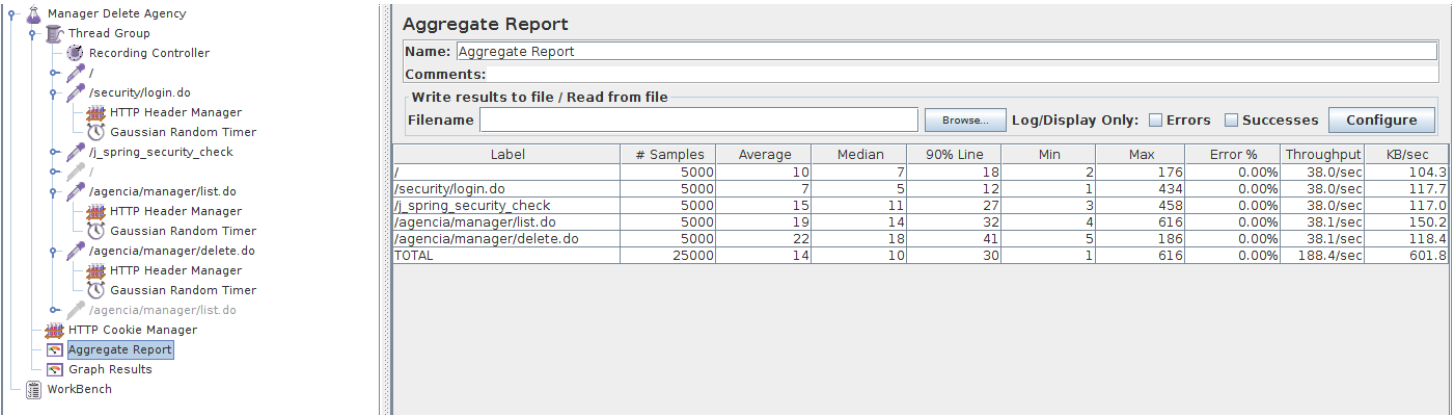 Manager Delete Agency
Thread Group
Recording Controller
/
/security/login.do
HTTP Header Manager
Gaussian Random Timer
/j_spring_security_check
/
/agencia/manager/list.do
HTTP Header Manager
Gaussian Random Timer
/agencia/manager/delete.do
HTTP Header Manager
Gaussian Random Timer
/agencia/manager/list.do
HTTP Cookie Manager
Aggregate Report
Graph Results
WorkBench
Aggregate Report
Name: Aggregate Report
Comments:
Write results to file / Read from file
Filename Browse... Log/Display Only: Errors Successes Configure
Label # Samples Average Median 90% Line Min Max Error % Throughput KB/sec
/ 5000 10 7 18 2 176 0.00% 38.0/sec 104.3
/security/login.do 5000 7 5 12 1 434 0.00% 38.0/sec 117.7
/j_spring_security_check 5000 15 11 27 3 458 0.00% 38.0/sec 117.0
/agencia/manager/list.do 5000 19 14 32 4 616 0.00% 38.1/sec 150.2
/agencia/manager/delete.do 5000 22 18 41 5 186 0.00% 38.1/sec 118.4
TOTAL 25000 14 10 30 1 616 0.00% 188.4/sec 601.8